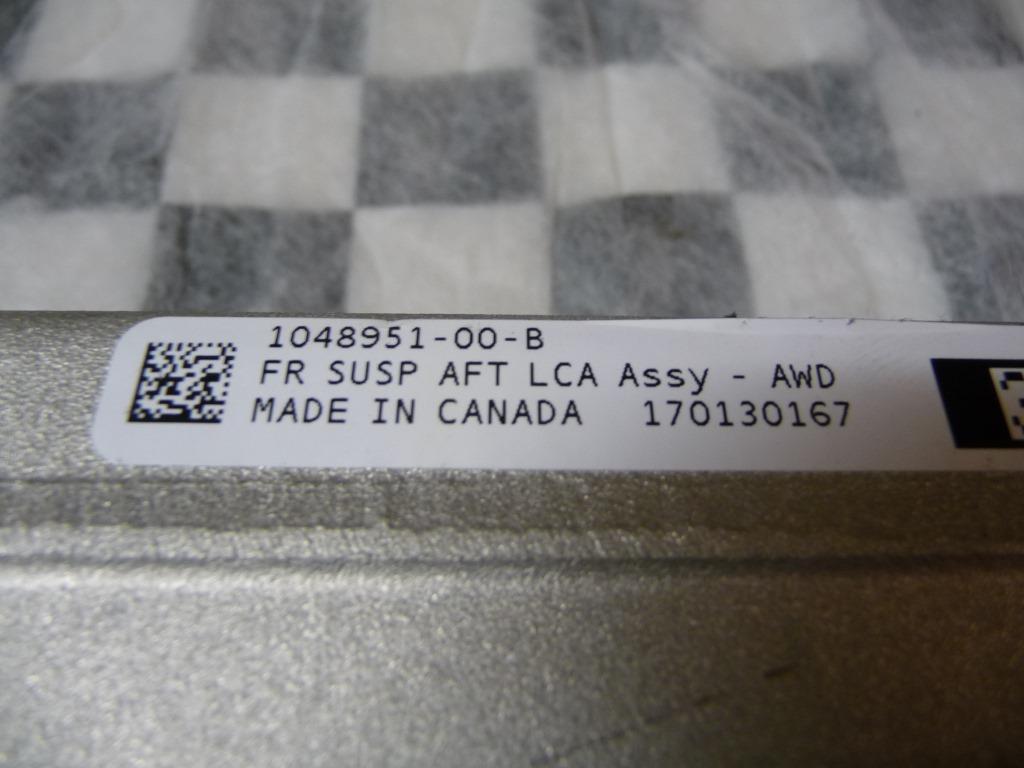 1048951-00-B
FR SUSP AFT LCA Assy - AWD
MADE IN CANADA 170130167